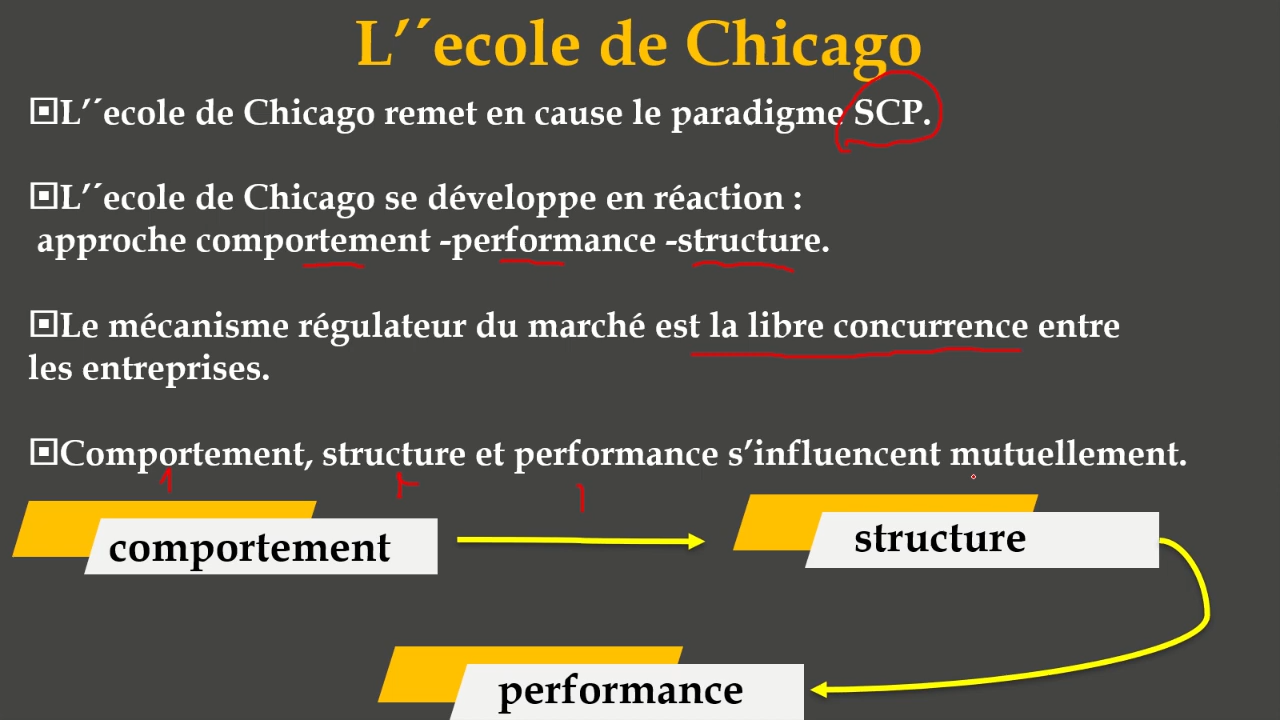 L’´ecole de Chicago
L’´ecole de Chicago remet en cause le paradigme SCP.
L’´ecole de Chicago se développe en réaction :
approche comportement -performance -structure.
Le mécanisme régulateur du marché est la libre concurrence entre
les entreprises.
Comportement, structure et performance s’influencent mutuellement.
comportement
structure
performance